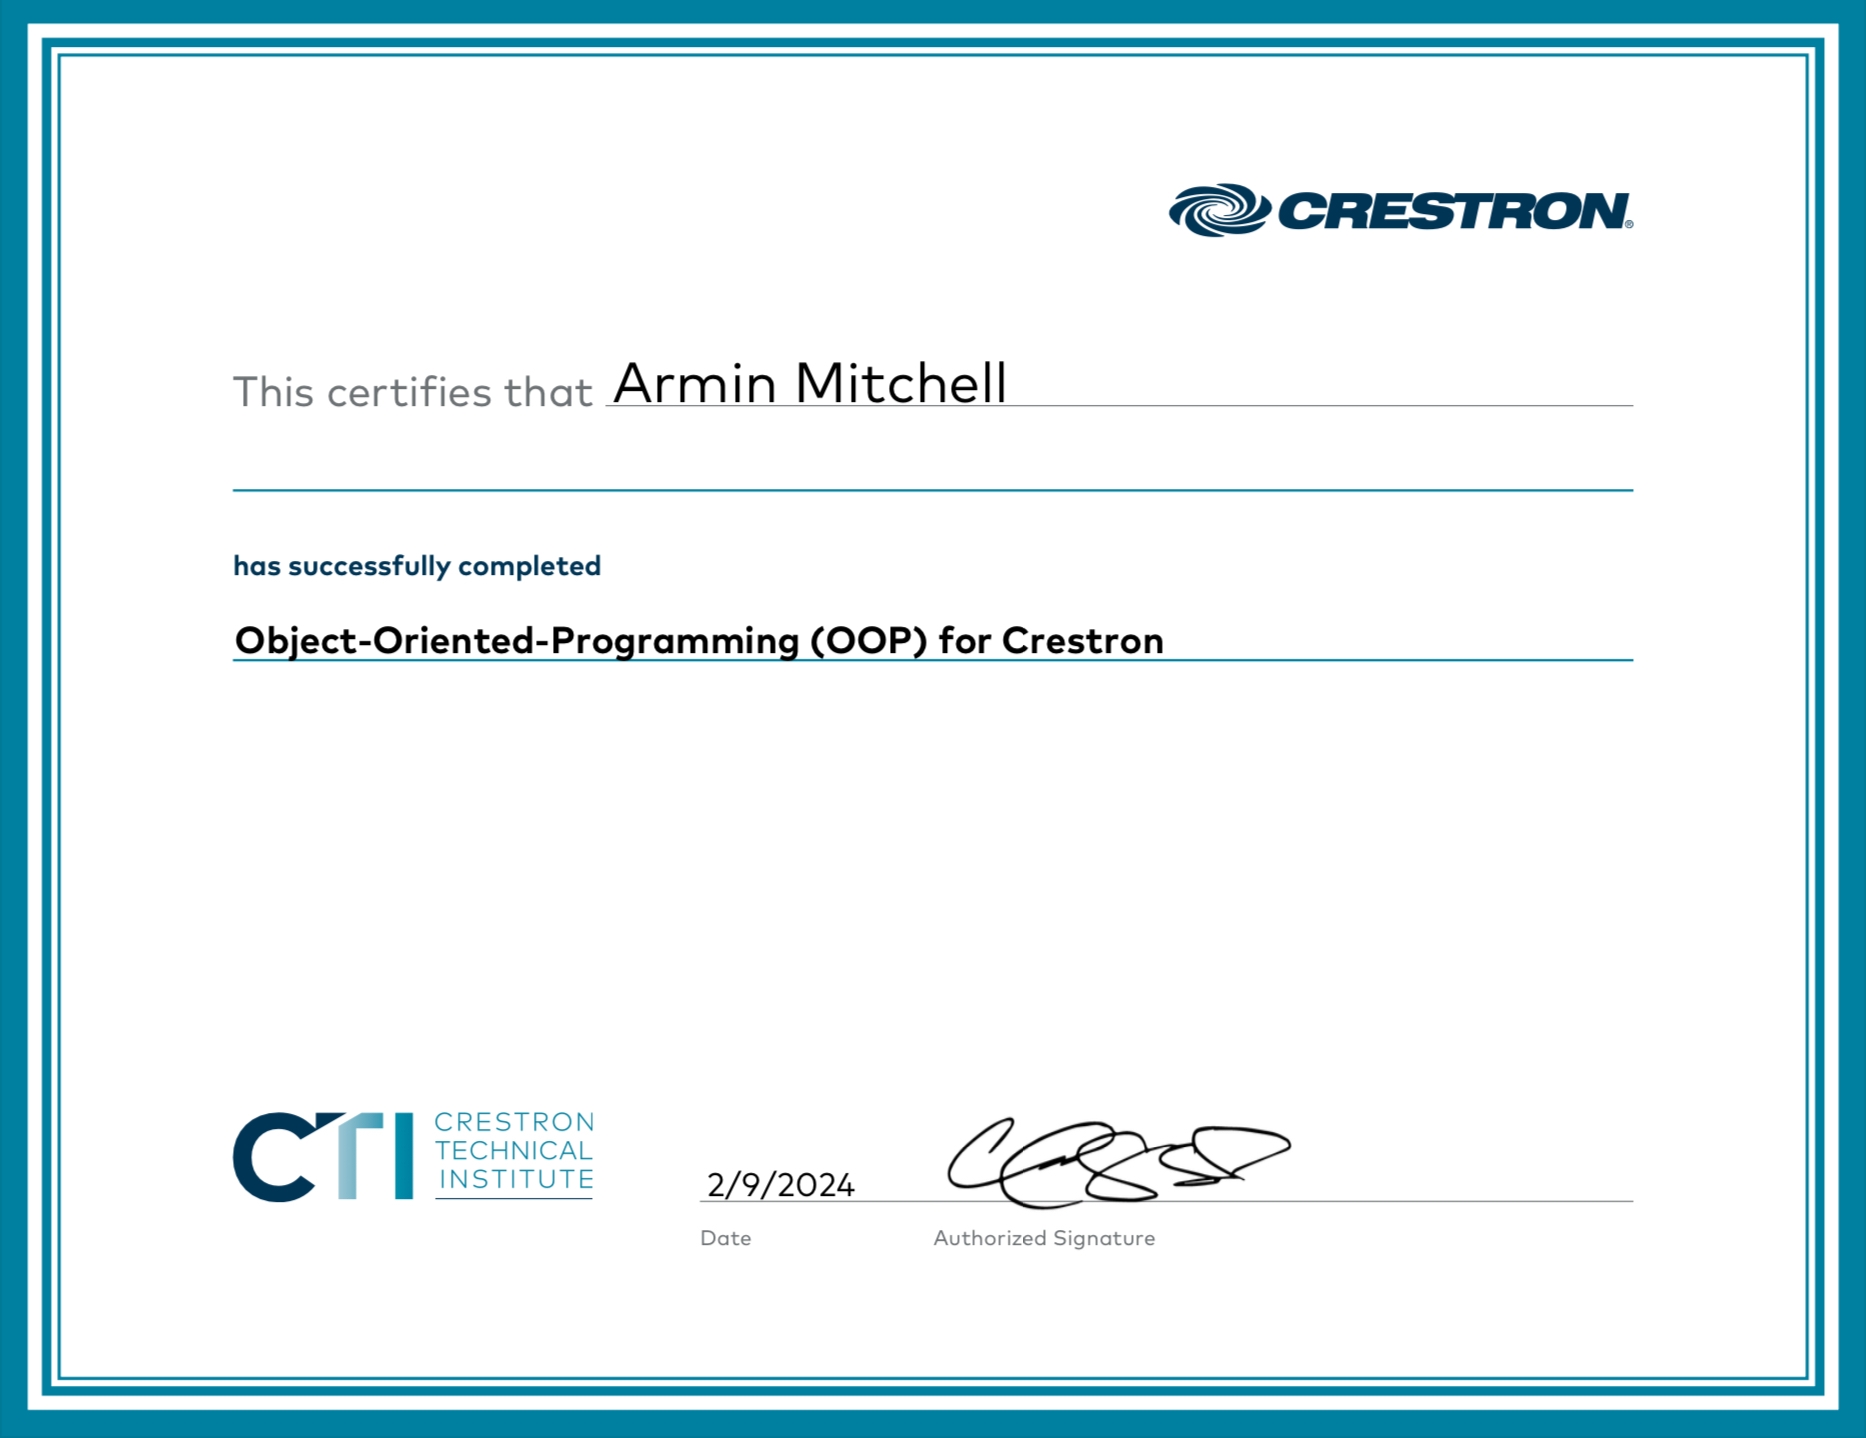 CRESTRON®
This certifies that Armin Mitchell
has successfully completed
Object-Oriented-Programming (OOP) for Crestron
CTI
CRESTRON
TECHNICAL
INSTITUTE
2/9/2024
Date
Authorized Signature